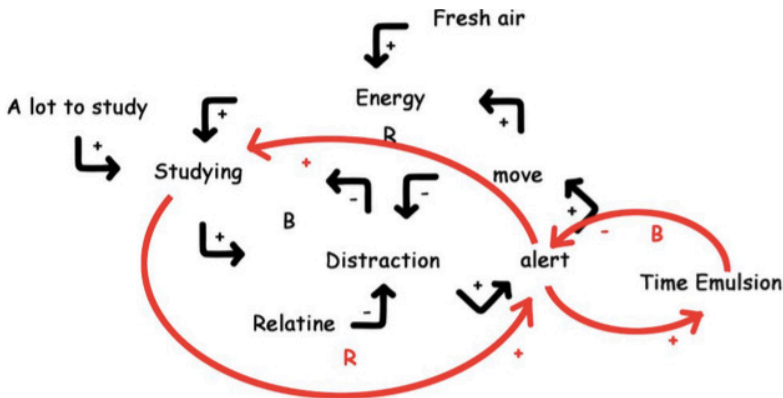 Fresh air
+
Energy
A lot to study
+
+
+
R
+
Studying
-
-
move
+
B
-
B
Distraction
alert
Time Emulsion
+
+
Relatine
-
R
+
+